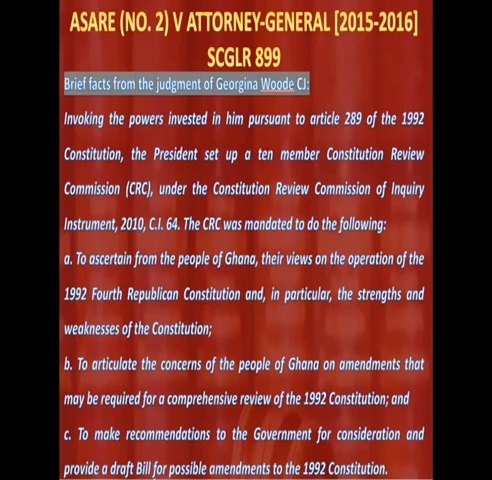 ASARE (NO. 2) V ATTORNEY-GENERAL [2015-2016]
SCGLR 899
Brief facts from the judgment of Georgina Woode CJ:
Invoking the powers invested in him pursuant to article 289 of the 1992
Constitution, the President set up a ten member Constitution Review
Commission (CRC), under the Constitution Review Commission of Inquiry
Instrument, 2010, C.I. 64. The CRC was mandated to do the following:
a. To ascertain from the people of Ghana, their views on the operation of the
1992 Fourth Republican Constitution and, in particular, the strengths and
weaknesses of the Constitution;
b. To articulate the concerns of the people of Ghana on amendments that
may be required for a comprehensive review of the 1992 Constitution; and
c. To make recommendations to the Government for consideration and
provide a draft Bill for possible amendments to the 1992 Constitution.